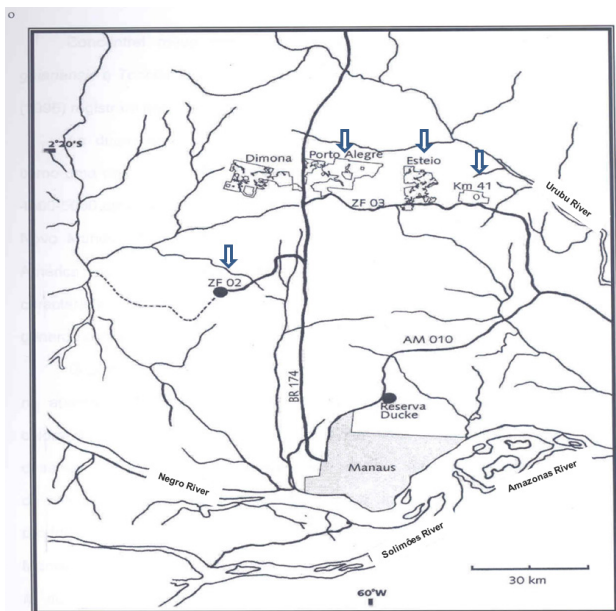 2°20'S
Dimona
Porto Alegre
Esteio
Km 41
Urubu River
ZF 03
ZF 02
AM 010
BR 174
Reserva
Ducke
Manaus
Negro River
Amazonas River
Solimões River
30 km
60°W